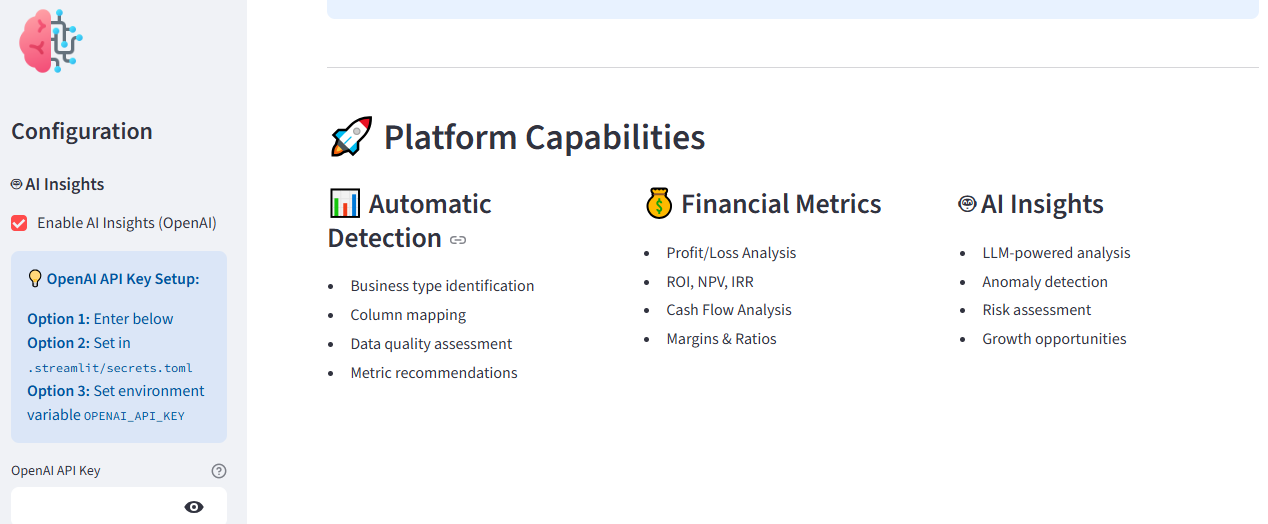 Configuration
AI Insights
Enable AI Insights (OpenAI)
OpenAI API Key Setup:
Option 1: Enter below
Option 2: Set in
.streamlit/secrets.toml
Option 3: Set environment
variable OPENAI_API_KEY
OpenAI API Key
Platform Capabilities
Automatic
Detection
Business type identification
Column mapping
Data quality assessment
Metric recommendations
Financial Metrics
Profit/Loss Analysis
ROI, NPV, IRR
Cash Flow Analysis
Margins & Ratios
AI Insights
LLM-powered analysis
Anomaly detection
Risk assessment
Growth opportunities